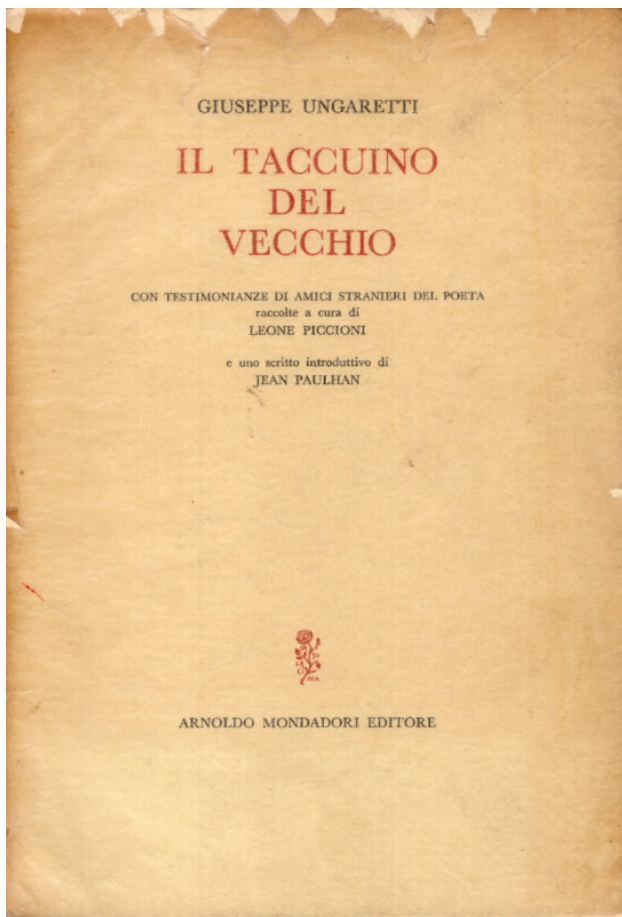 GIUSEPPE UNGARETTI
IL TACCUINO
DEL
VECCHIO
CON TESTIMONIANZE DI AMICI STRANIERI DEL POETA
raccolte a cura di
LEONE PICCIONI
e uno scritto introduttivo di
JEAN PAULHAN
ARNOLDO MONDADORI EDITORE